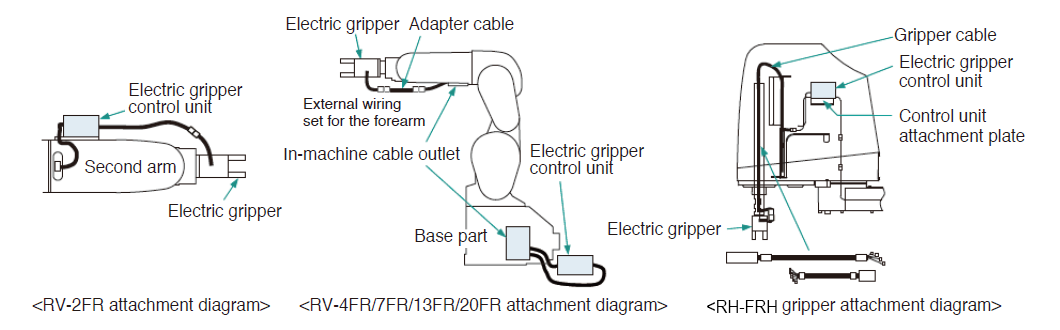 Electric gripper
control unit
Second arm
Electric gripper
<RV-2FR attachment diagram>
Electric gripper
Adapter cable
External wiring
set for the forearm
In-machine cable outlet
Electric gripper
control unit
Base part
<RV-4FR/7FR/13FR/20FR attachment diagram>
Gripper cable
Electric gripper
control unit
Control unit
attachment plate
Electric gripper
<RH-FRH gripper attachment diagram>